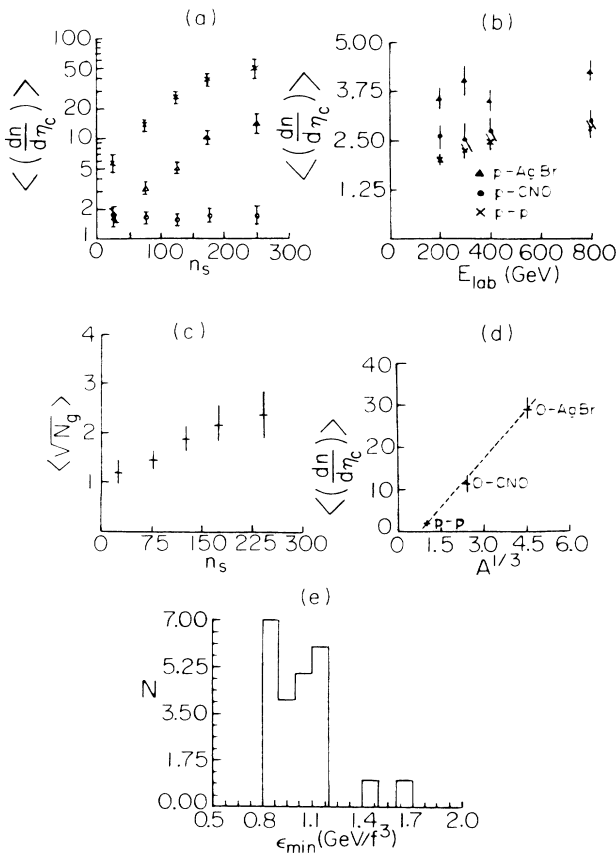 (a)
100
50
10
5
1
0
100
200
300
n_s
⟨(dn/dη_c)⟩
(b)
5.00
3.75
2.50
1.25
200
400
600
800
E_lab (GeV)
⟨(dn/dη_c)⟩
▲ p-AgBr
● p-CNO
× p-p
(c)
4
3
2
1
0
0
75
150
225
300
n_s
⟨√N_g⟩
(d)
40
30
20
10
0
0
1.5
3.0
4.5
6.0
A^1/3
⟨(dn/dη_c)⟩
O-AgBr
O-CNO
p-p
(e)
7.00
5.25
3.50
1.75
0.00
0.5
0.8
1.1
1.4
1.7
2.0
N
ϵ_min(GeV/f³)